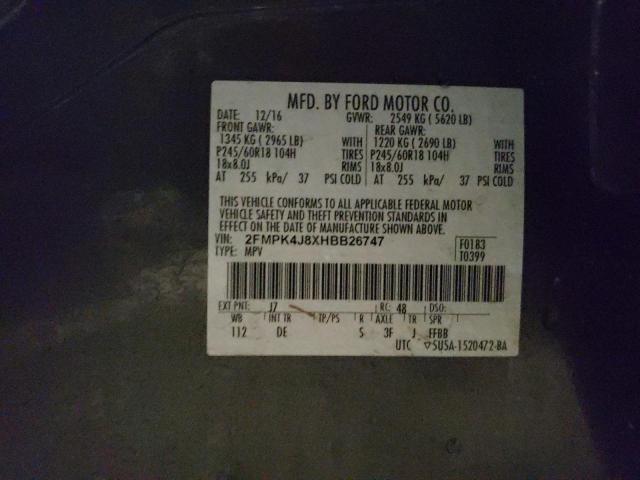 MFD. BY FORD MOTOR CO.
DATE: 12/16 GVWR: 2549 KG ( 5620 LB)
FRONT GAWR: REAR GAWR:
1345 KG ( 2965 LB) WITH 1220 KG ( 2690 LB) WITH
P245/60R18 104H TIRES P245/60R18 104H TIRES
18x8.0J RIMS 18x8.0J RIMS
AT 255 kPa/ 37 PSI COLD AT 255 kPa/ 37 PSI COLD
THIS VEHICLE CONFORMS TO ALL APPLICABLE FEDERAL MOTOR
VEHICLE SAFETY AND THEFT PREVENTION STANDARDS IN
EFFECT ON THE DATE OF MANUFACTURE SHOWN ABOVE.
VIN: 2FMPK4J8XHBB26747 F0183
TYPE: MPV T0399
EXT PNT: J7 RC: 48 DSO:
WB INT TR TP/PS R AXLE TR SPR
112 DE S 3F J FFBB
UTC ▽5U5A-1520472-BA